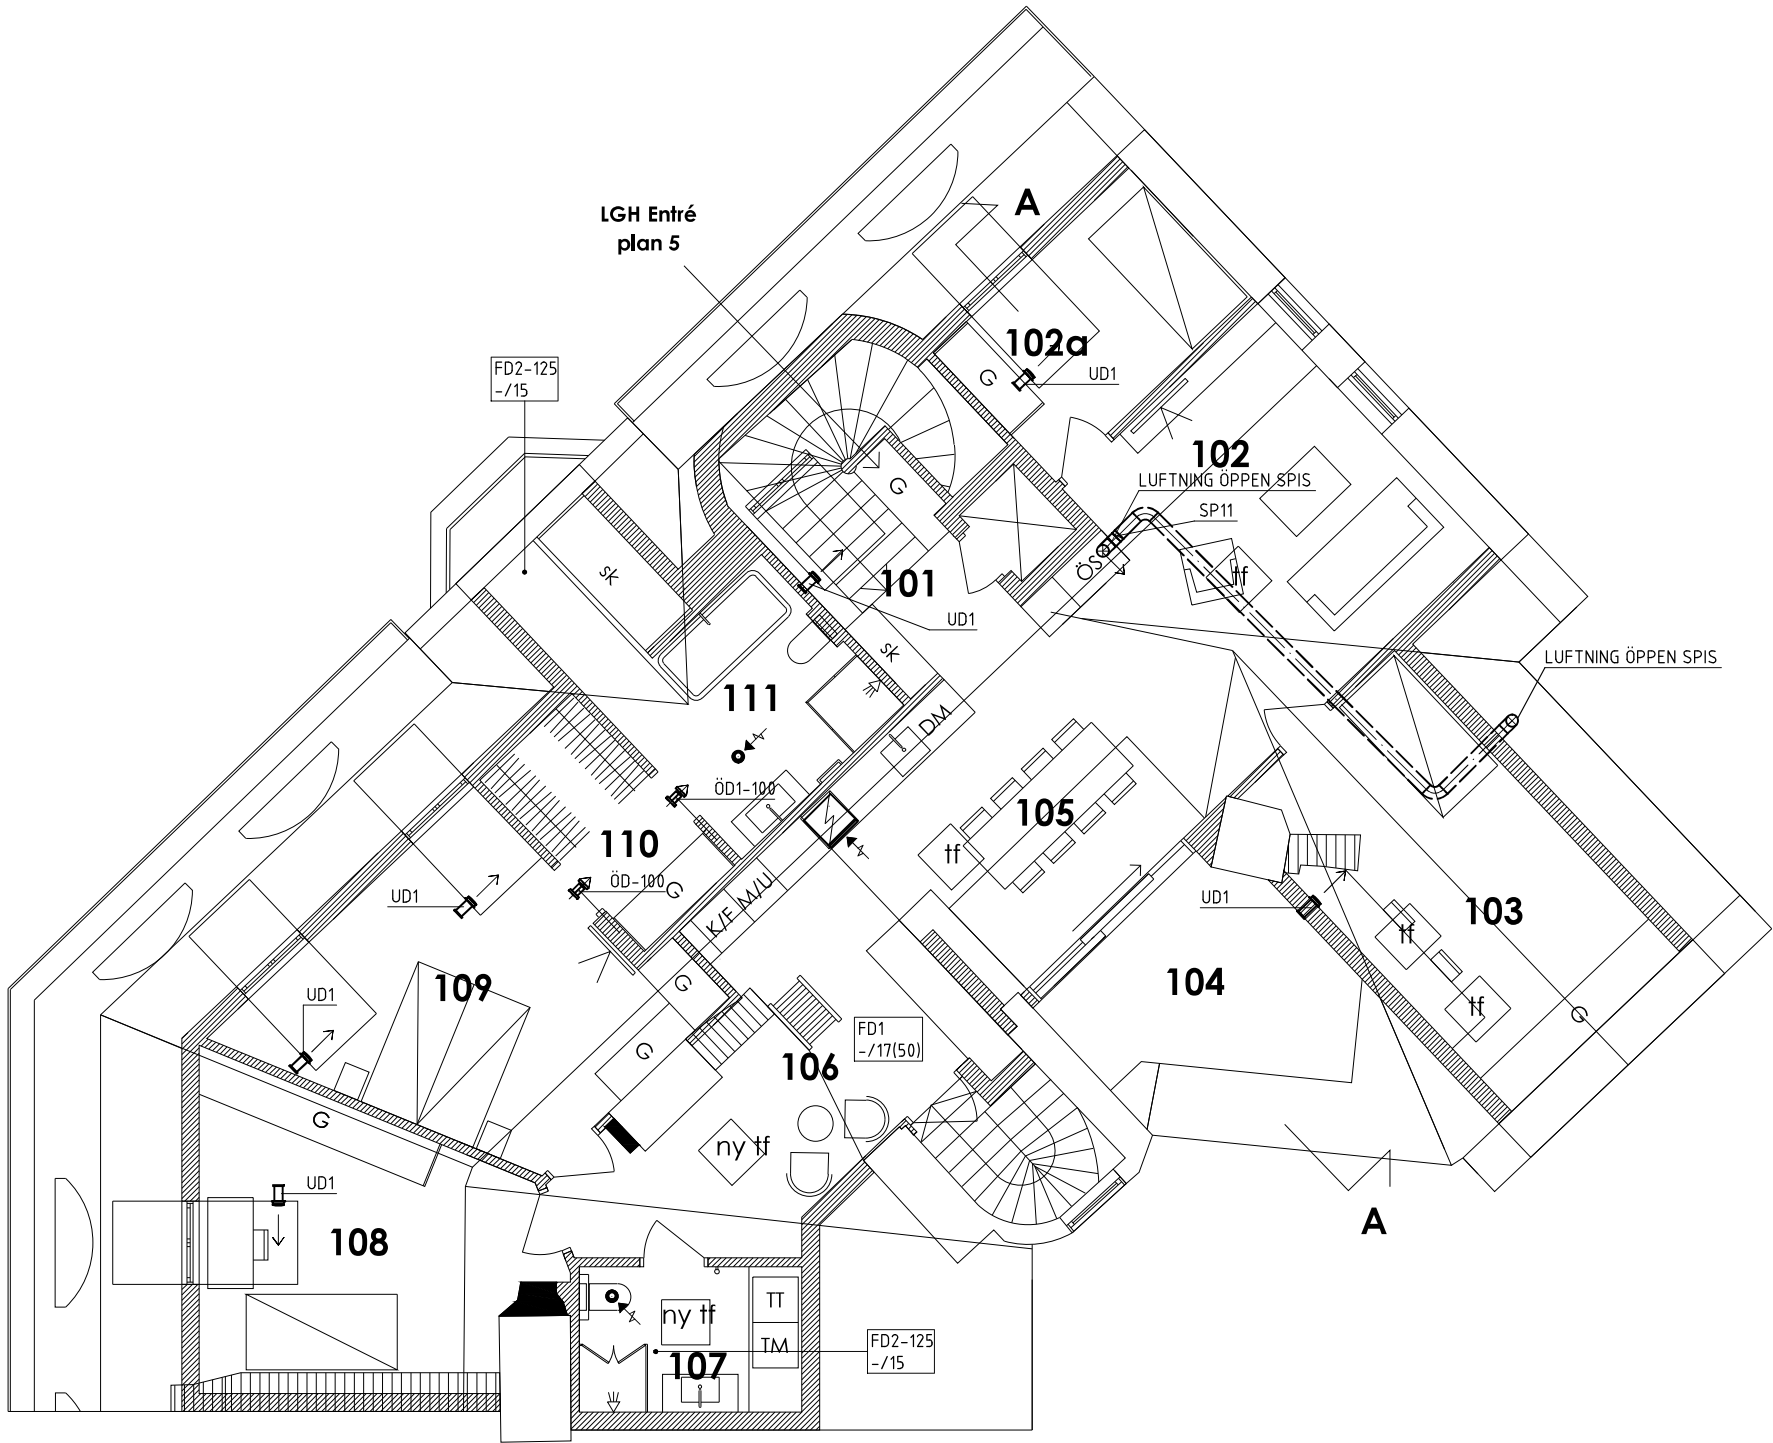 A
LGH Entré
plan 5
102a
FD2-125
-/15
G
UD1
102
LUFTNING ÖPPEN SPIS
G
SP11
sk
101
ÖS
tf
UD1
sk
LUFTNING ÖPPEN SPIS
111
DM
ÖD1-100
105
110
tf
ÖD-100
G
M/U
K/F
UD1
UD1
103
tf
109
G
104
UD1
tf
G
FD1
-/17(50)
G
106
G
ny tf
UD1
A
108
TT
ny tf
FD2-125
-/15
TM
107